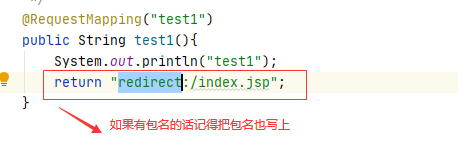 */
@RequestMapping("test1")
public String test1(){
System.out.println("test1");
return "redirect:/index.jsp";
}
如果有包名的话记得把包名也写上